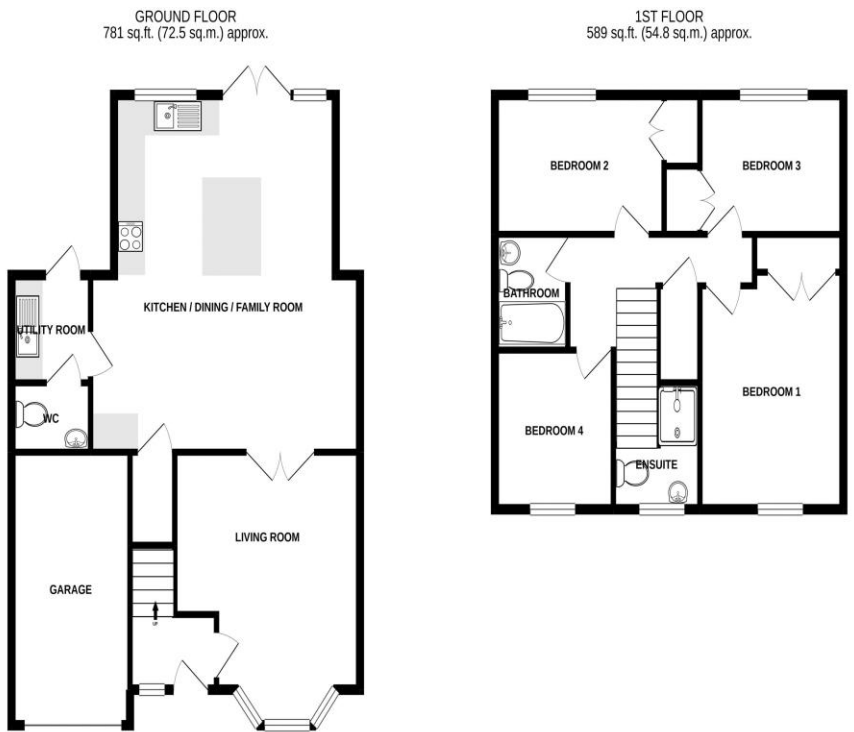 GROUND FLOOR
781 sq.ft. (72.5 sq.m.) approx.
KITCHEN / DINING / FAMILY ROOM
UTILITY ROOM
WC
LIVING ROOM
GARAGE
UP
1ST FLOOR
589 sq.ft. (54.8 sq.m.) approx.
BEDROOM 2
BEDROOM 3
BATHROOM
BEDROOM 1
BEDROOM 4
ENSUITE